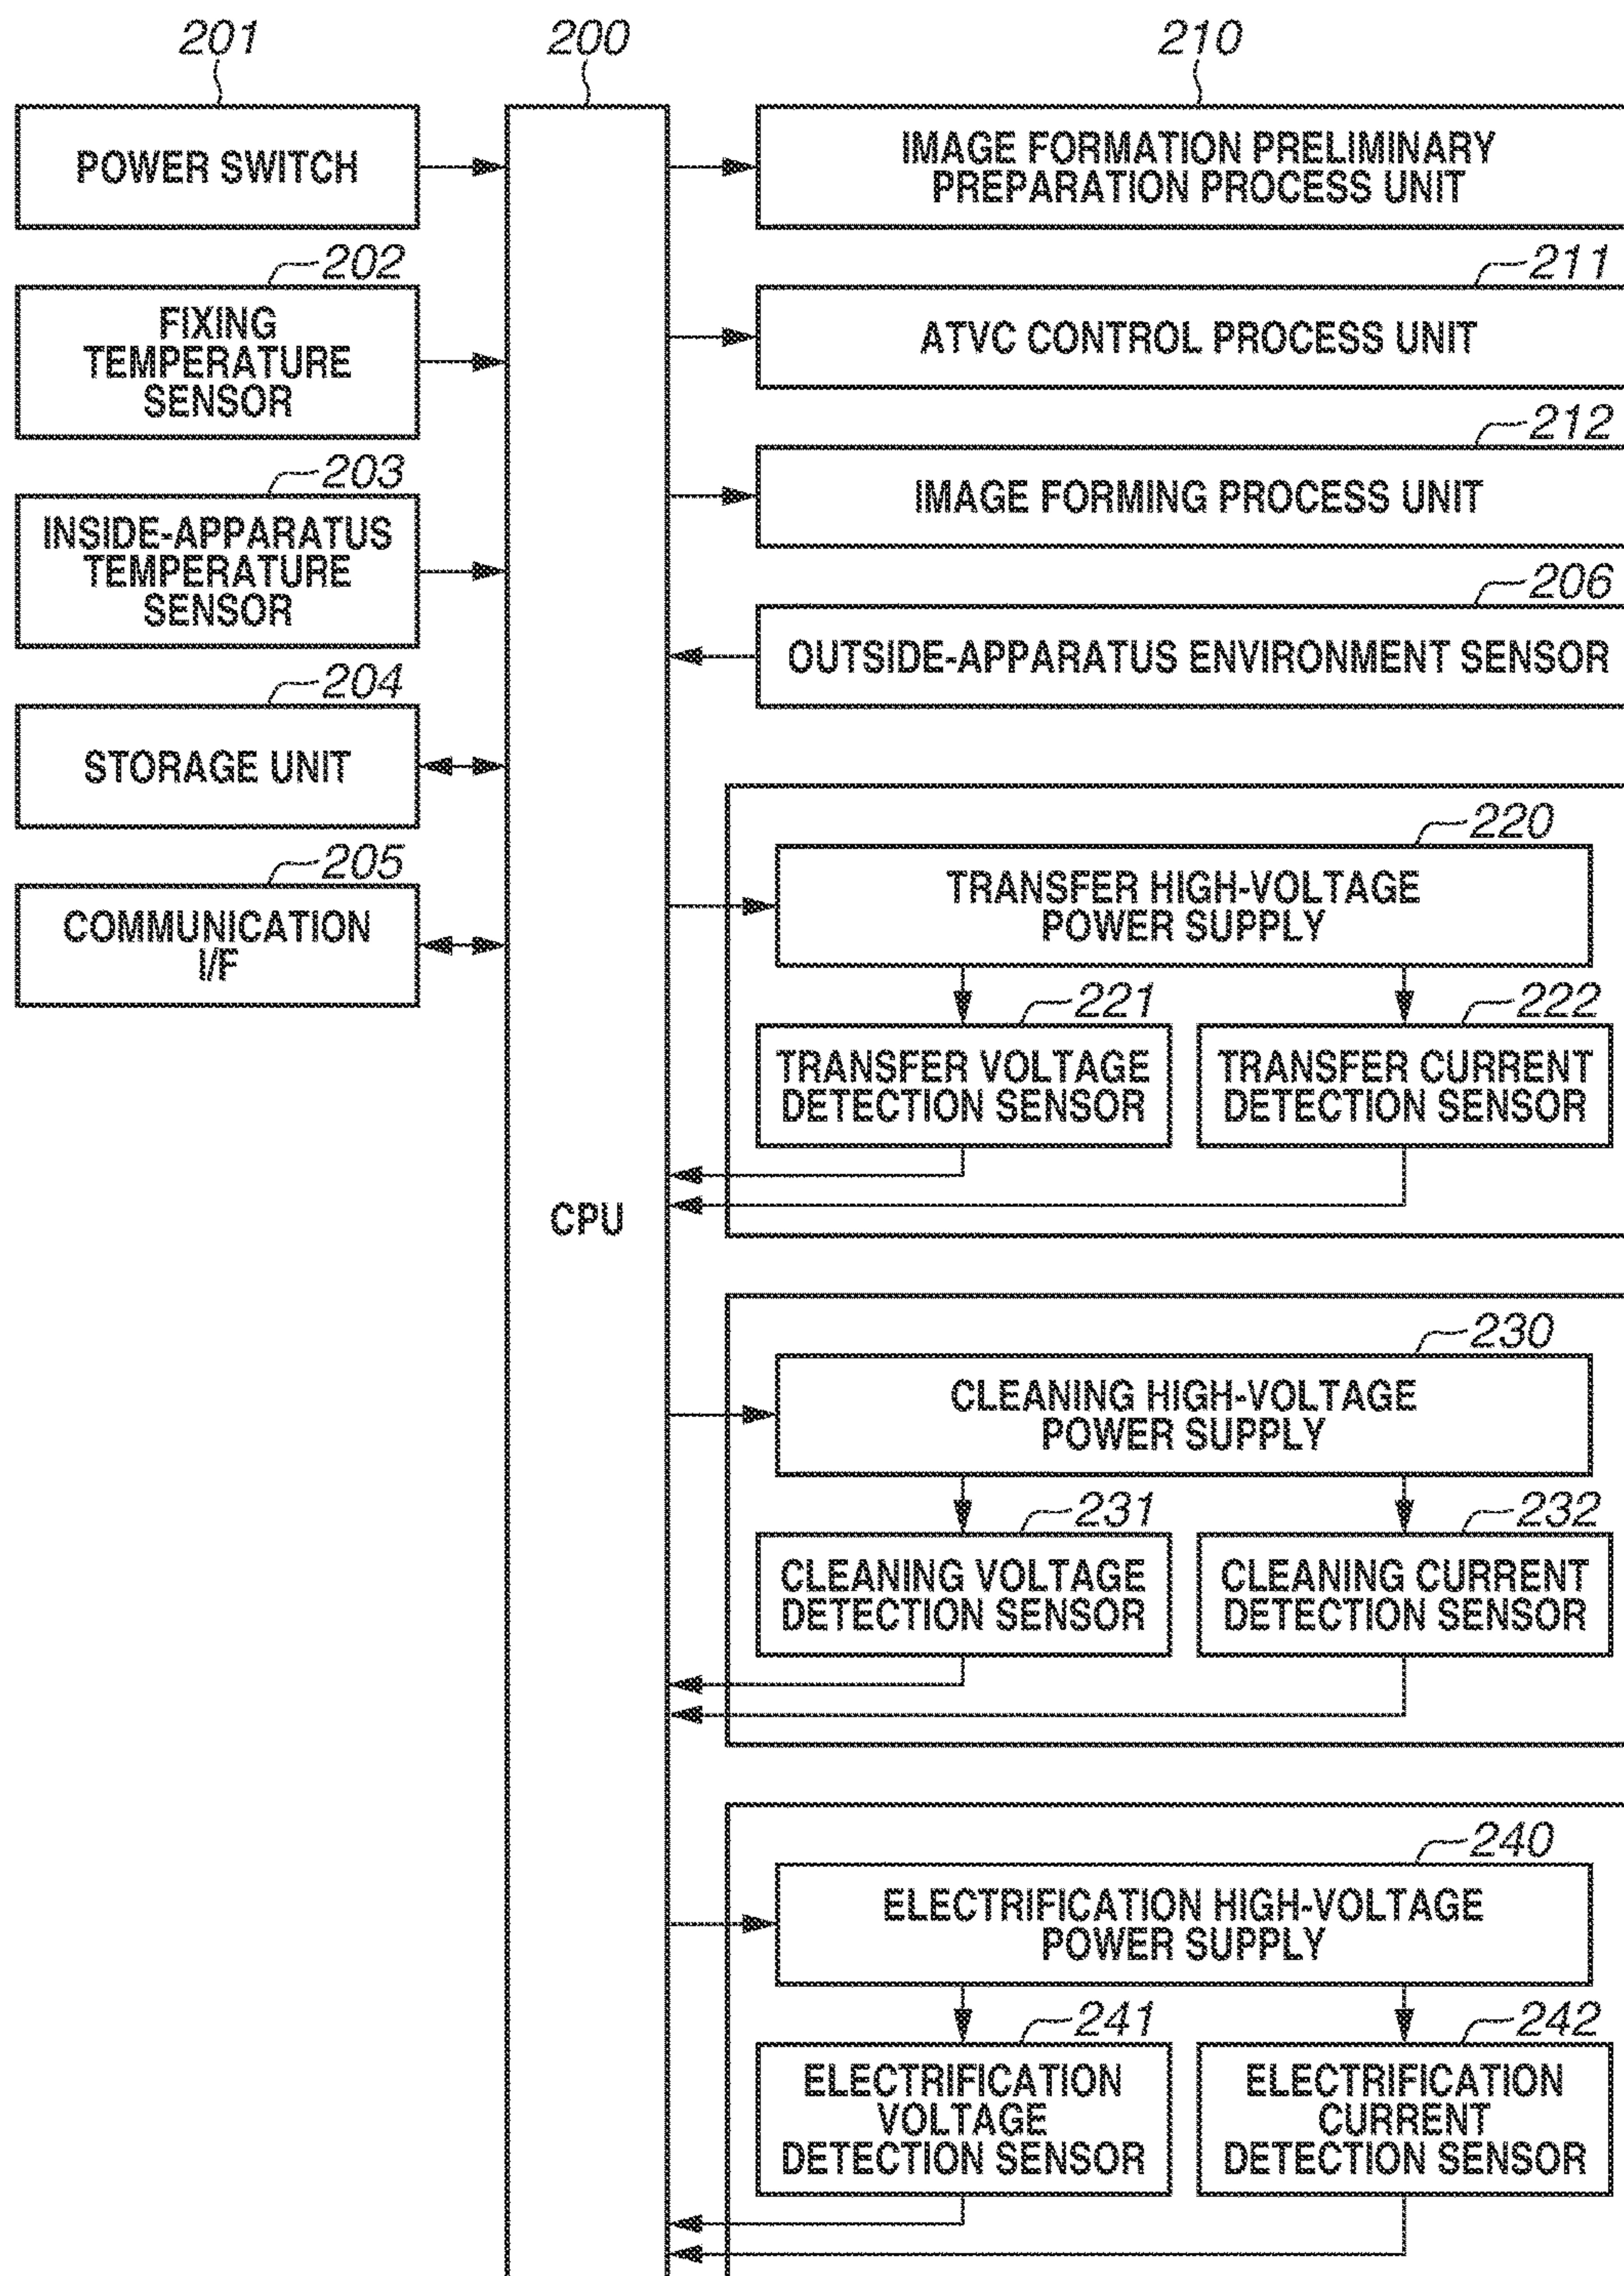 201
200
210
POWER SWITCH
IMAGE FORMATION PRELIMINARY
PREPARATION PROCESS UNIT
202
211
FIXING
TEMPERATURE
SENSOR
ATVC CONTROL PROCESS UNIT
212
203
IMAGE FORMING PROCESS UNIT
INSIDE-APPARATUS
TEMPERATURE
SENSOR
206
OUTSIDE-APPARATUS ENVIRONMENT SENSOR
204
STORAGE UNIT
205
COMMUNICATION
I/F
CPU
220
TRANSFER HIGH-VOLTAGE
POWER SUPPLY
221
222
TRANSFER VOLTAGE
DETECTION SENSOR
TRANSFER CURRENT
DETECTION SENSOR
230
CLEANING HIGH-VOLTAGE
POWER SUPPLY
231
232
CLEANING VOLTAGE
DETECTION SENSOR
CLEANING CURRENT
DETECTION SENSOR
240
ELECTRIFICATION HIGH-VOLTAGE
POWER SUPPLY
241
242
ELECTRIFICATION
VOLTAGE
DETECTION SENSOR
ELECTRIFICATION
CURRENT
DETECTION SENSOR